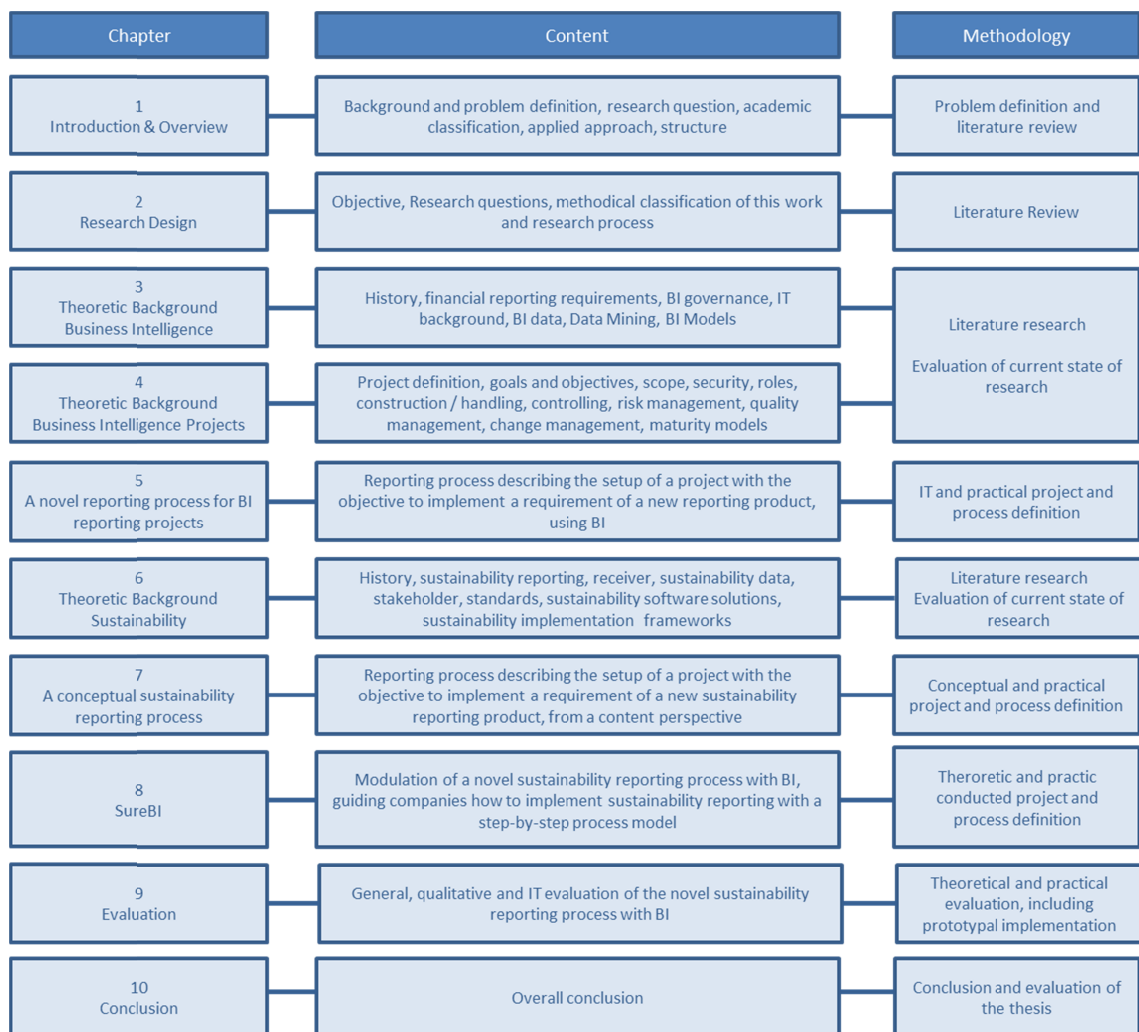 Chapter
Content
Methodology
1
Introduction & Overview
Background and problem definition, research question, academic
classification, applied approach, structure
Problem definition and
literature review
2
Research Design
Objective, Research questions, methodical classification of this work
and research process
Literature Review
3
Theoretic Background
Business Intelligence
History, financial reporting requirements, BI governance, IT
background, BI data, Data Mining, BI Models
Literature research
Evaluation of current state of
research
4
Theoretic Background
Business Intelligence Projects
Project definition, goals and objectives, scope, security, roles,
construction / handling, controlling, risk management, quality
management, change management, maturity models
5
A novel reporting process for BI
reporting projects
Reporting process describing the setup of a project with the
objective to implement a requirement of a new reporting product,
using BI
IT and practical project and
process definition
6
Theoretic Background
Sustainability
History, sustainability reporting, receiver, sustainability data,
stakeholder, standards, sustainability software solutions,
sustainability implementation frameworks
Literature research
Evaluation of current state of
research
7
A conceptual sustainability
reporting process
Reporting process describing the setup of a project with the
objective to implement a requirement of a new sustainability
reporting product, from a content perspective
Conceptual and practical
project and process definition
8
SureBI
Modulation of a novel sustainability reporting process with BI,
guiding companies how to implement sustainability reporting with a
step-by-step process model
Theroretic and practic
conducted project and
process definition
9
Evaluation
General, qualitative and IT evaluation of the novel sustainability
reporting process with BI
Theoretical and practical
evaluation, including
prototypal implementation
10
Conclusion
Overall conclusion
Conclusion and evaluation of
the thesis